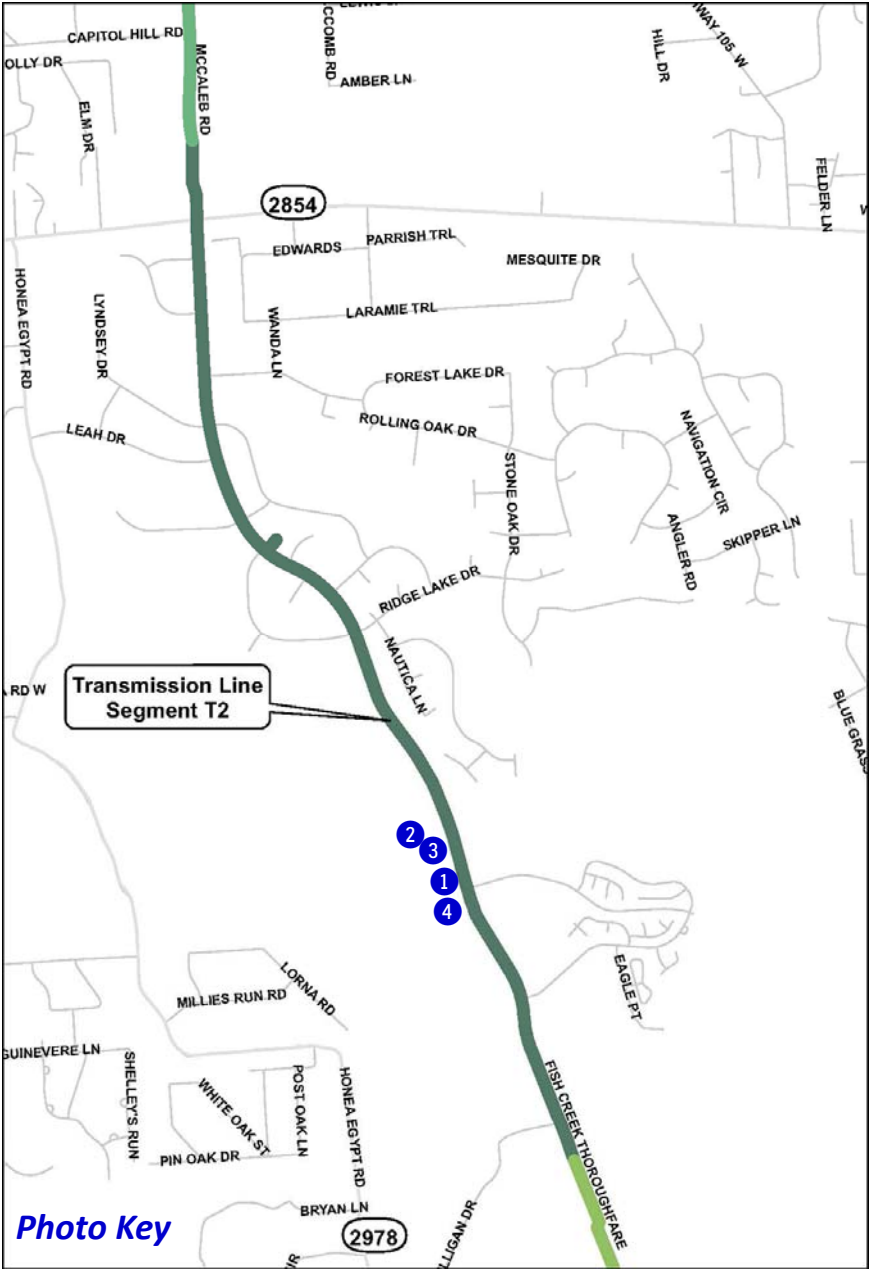 CAPITOL HILL RD
MCCALEB RD
CCOMB RD
HILL DR
WAY 105 W
OLLY DR
AMBER LN
ELM DR
FELDER LN
2854
EDWARDS
PARRISH TRL
MESQUITE DR
HONEA EGYPT RD
LYNDSEY DR
WANDA LN
LARAMIE TRL
FOREST LAKE DR
LEAH DR
ROLLING OAK DR
NAVIGATION CIR
STONE OAK DR
ANGLER RD
SKIPPER LN
RIDGE LAKE DR
NAUTICA LN
RD W
Transmission Line
Segment T2
BLUE GRASS
2
3
1
4
EAGLE PT
LORNA RD
MILLIES RUN RD
GUINEVERE LN
SHELLEY'S RUN
WHITE OAK ST
POST OAK LN
HONEA EGYPT RD
FISH CREEK THOROUGHFARE
PIN OAK DR
BRYAN LN
LLIGAN DR
Photo Key
2978